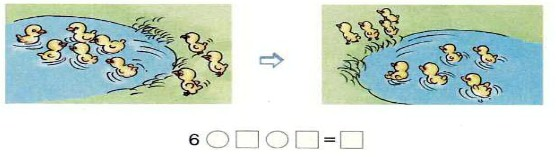 6 ○ □ ○ □ = □